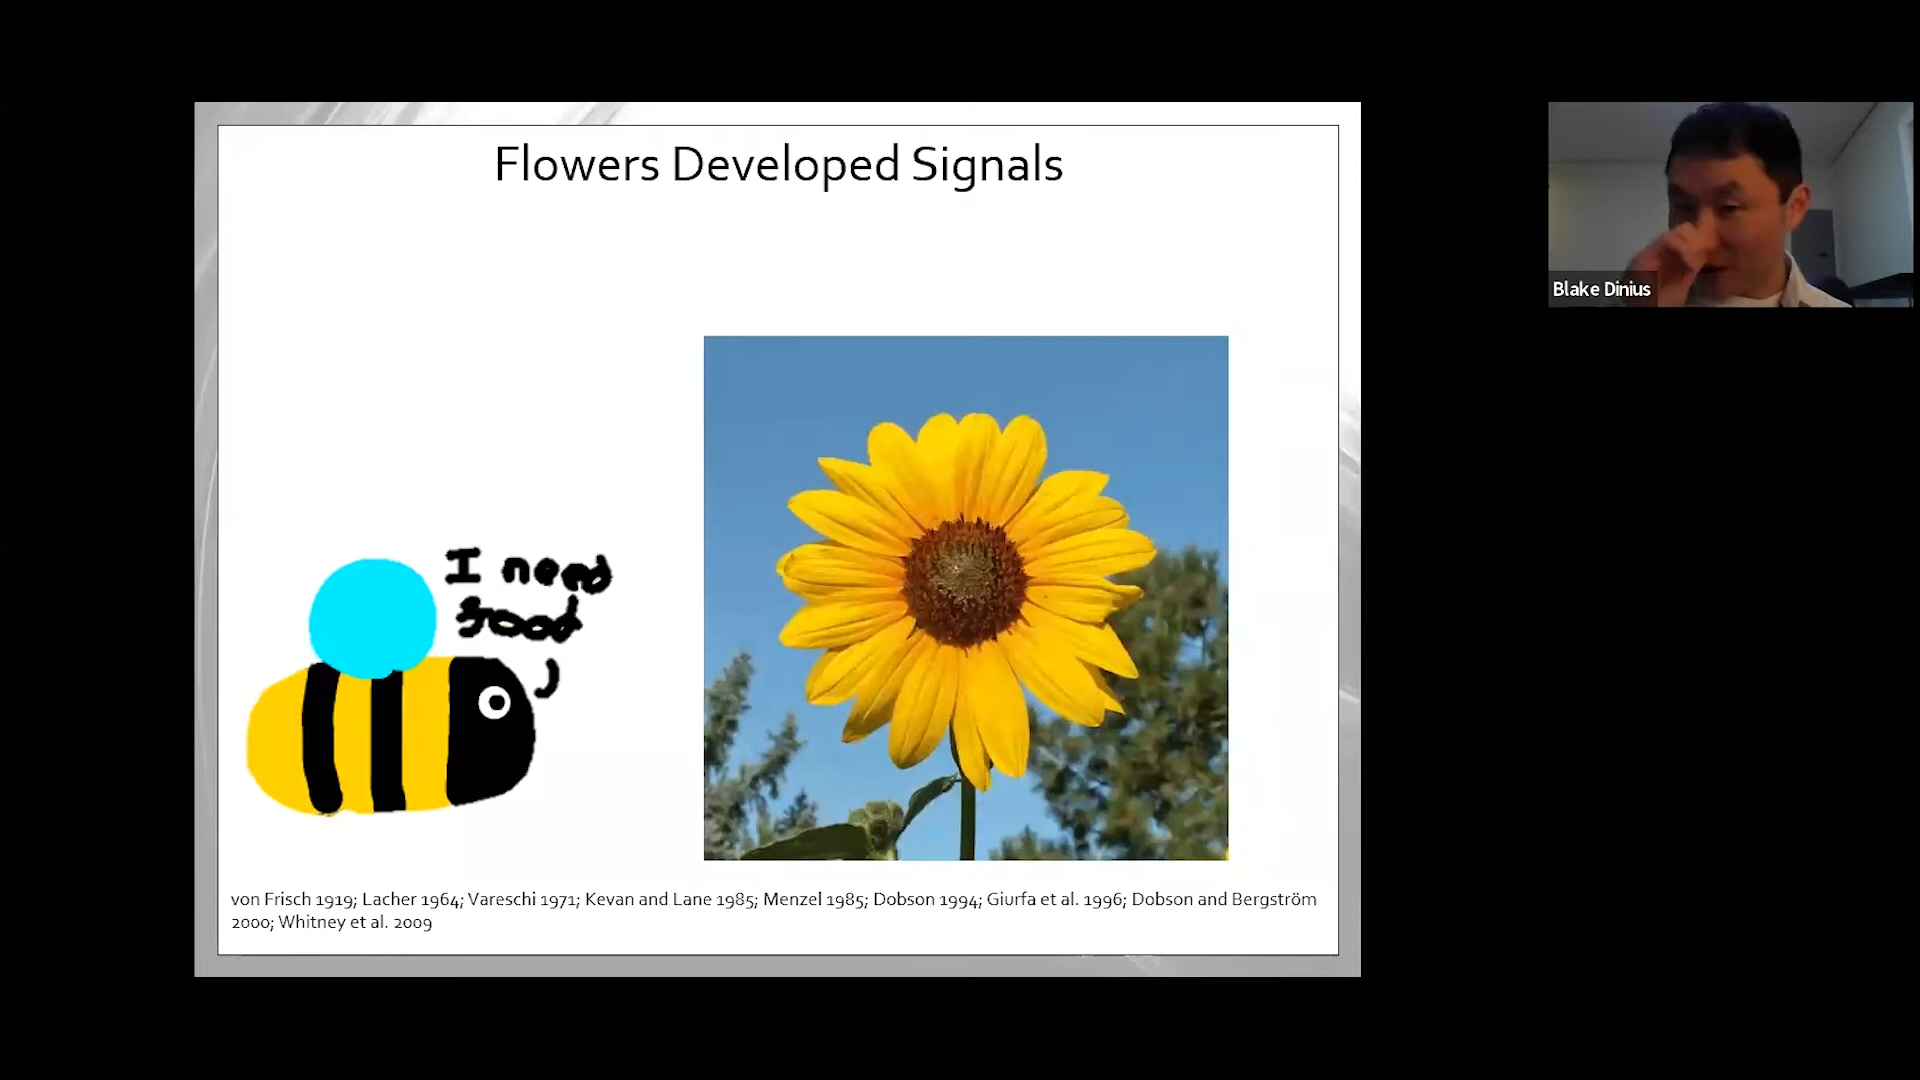 Flowers Developed Signals
I need
food
von Frisch 1919; Lacher 1964; Vareschi 1971; Kevan and Lane 1985; Menzel 1985; Dobson 1994; Giurfa et al. 1996; Dobson and Bergström
2000; Whitney et al. 2009
Blake Dinius